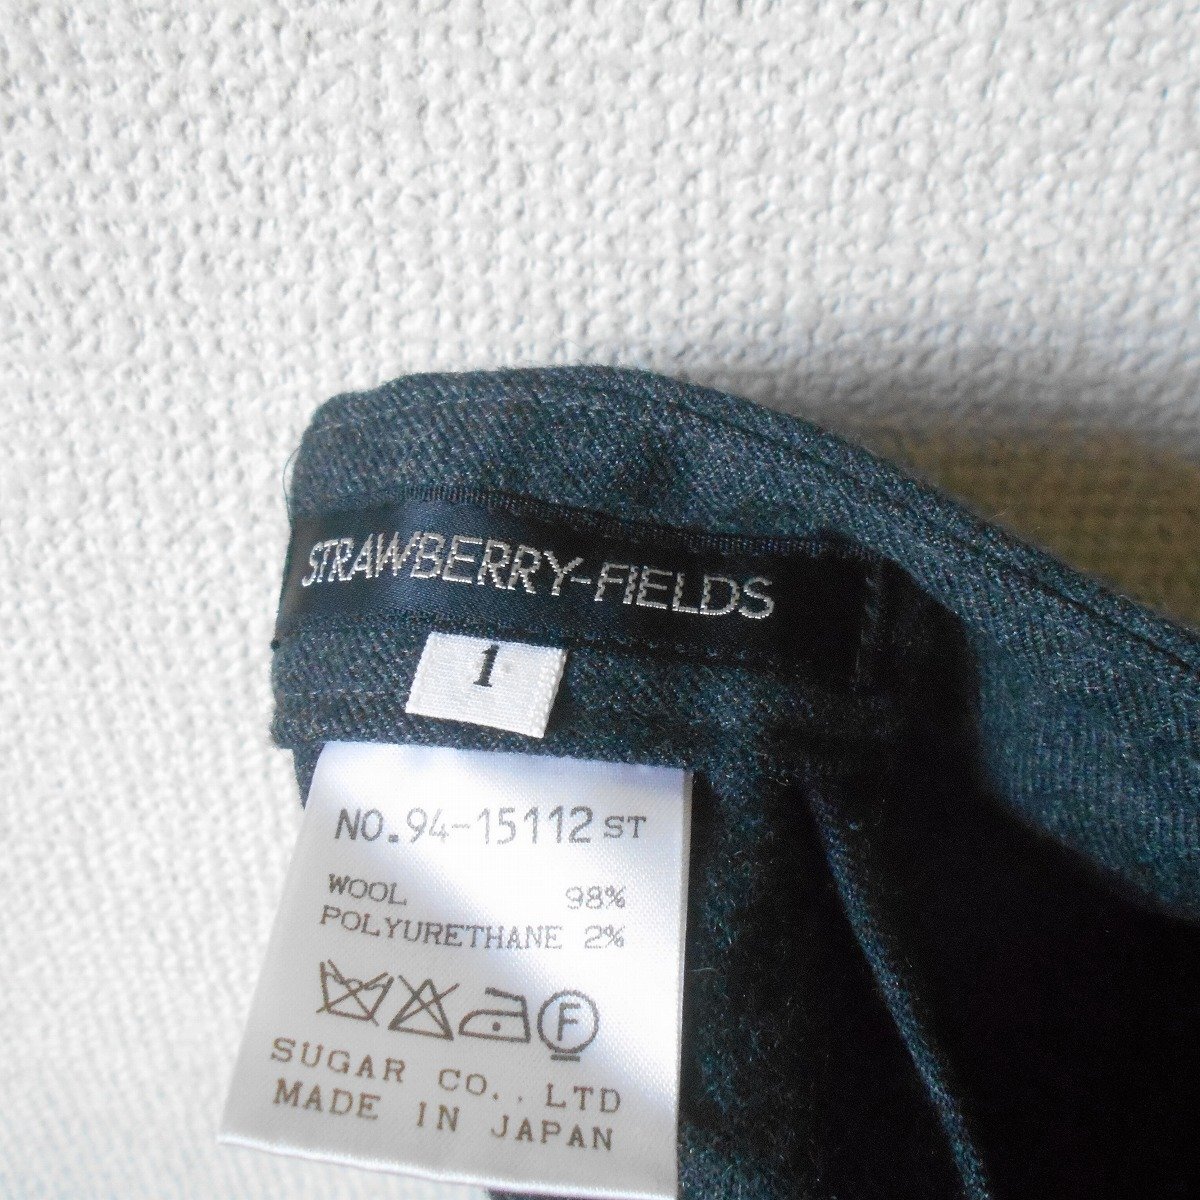 STRAWBERRY-FIELDS
1
NO.94-15112 ST
WOOL 98%
POLYURETHANE 2%
F
SUGAR CO., LTD
MADE IN JAPAN